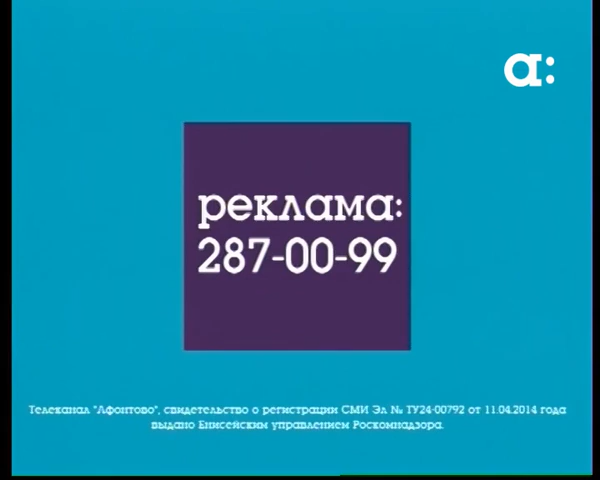 a:
реклама:
287-00-99
Телеканал "Афонтово", свидетельство о регистрации СМИ Эл № ТУ24-00792 от 11.04.2014 года
выдано Енисейским управлением Роскомнадзора.